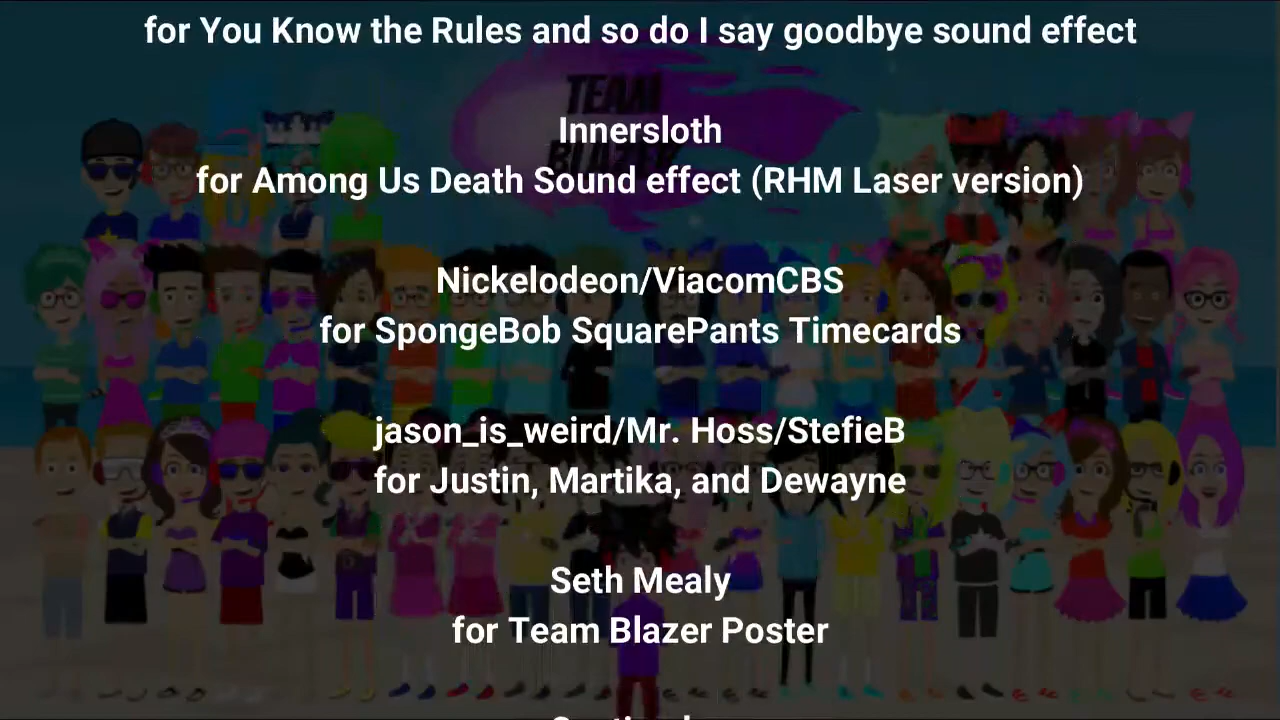 for You Know the Rules and so do I say goodbye sound effect
TEAM
BLAZER
Innersloth
for Among Us Death Sound effect (RHM Laser version)
Nickelodeon/ViacomCBS
for SpongeBob SquarePants Timecards
jason_is_weird/Mr. Hoss/StefieB
for Justin, Martika, and Dewayne
Seth Mealy
for Team Blazer Poster